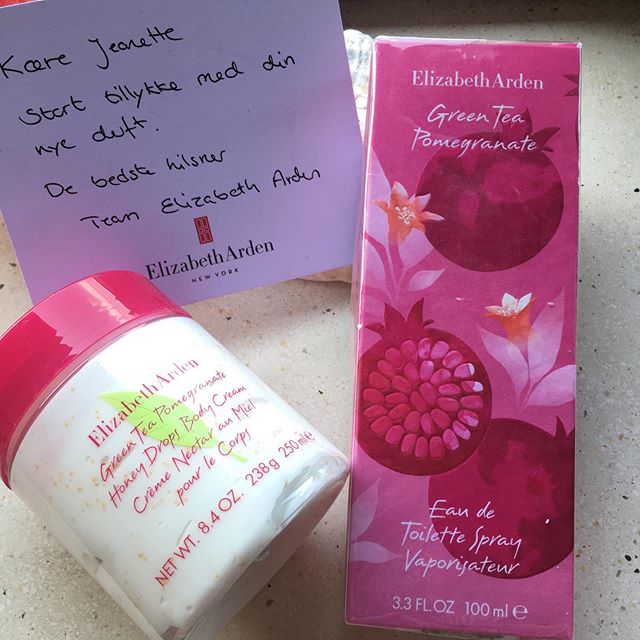 Kære Jeanette
Stort tillykke med din
nye duft.
De bedste hilsner
Team Elizabeth Arden
Elizabeth Arden
NEW YORK
Elizabeth Arden
Green Tea
Pomegranate
Eau de
Toilette Spray
Vaporisateur
3.3 FL.OZ 100 ml e
Elizabeth Arden
Green Tea Pomegranate
Honey Drops Body Cream
Crème Nectar au Miel
pour le Corps
NET WT. 8.4 OZ. 238g 250 ml e